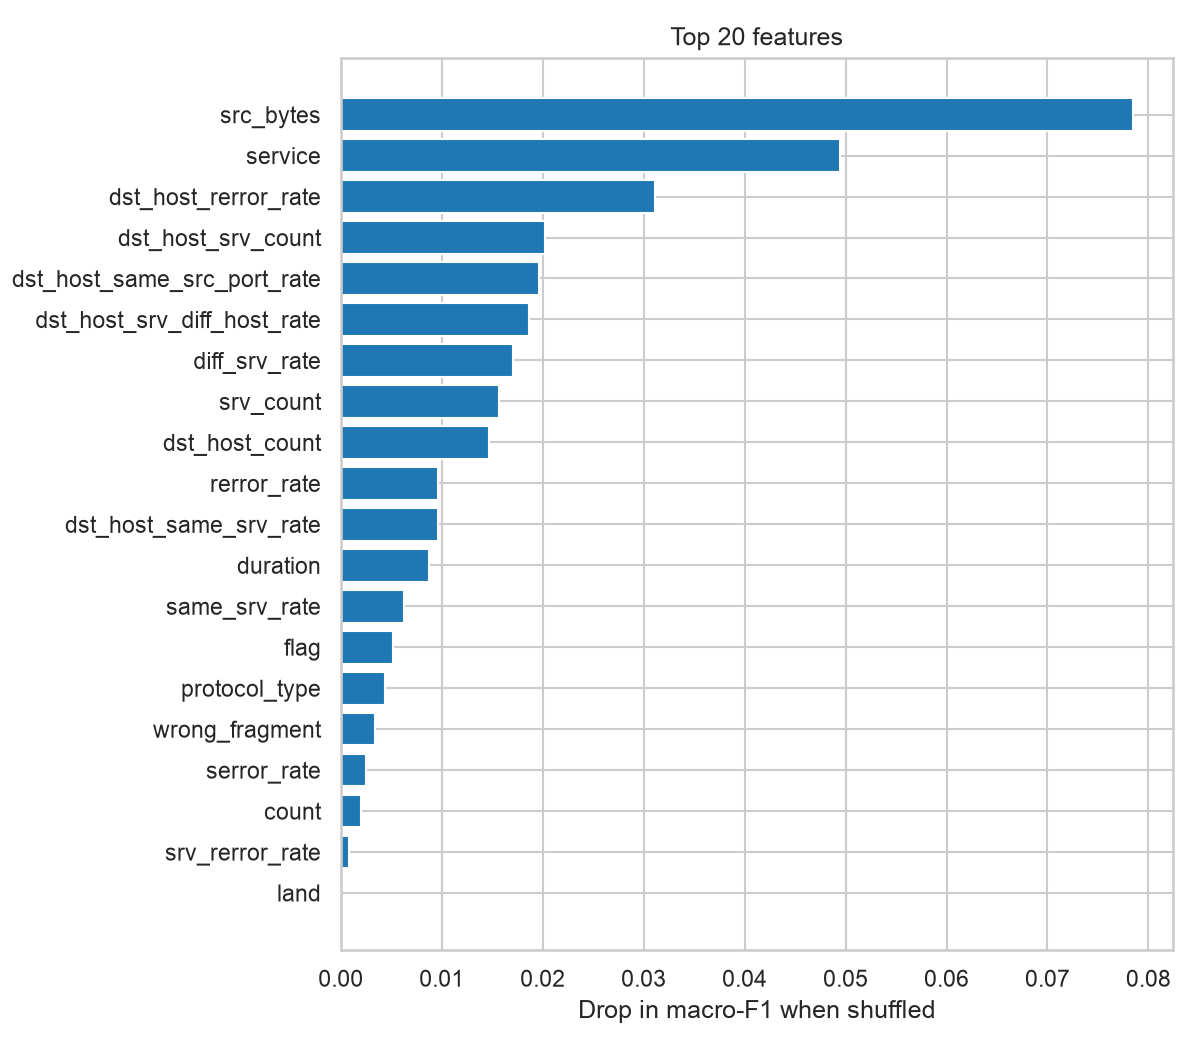 Top 20 features
src_bytes
service
dst_host_rerror_rate
dst_host_srv_count
dst_host_same_src_port_rate
dst_host_srv_diff_host_rate
diff_srv_rate
srv_count
dst_host_count
rerror_rate
dst_host_same_srv_rate
duration
same_srv_rate
flag
protocol_type
wrong_fragment
serror_rate
count
srv_rerror_rate
land
0.00 0.01 0.02 0.03 0.04 0.05 0.06 0.07 0.08
Drop in macro-F1 when shuffled